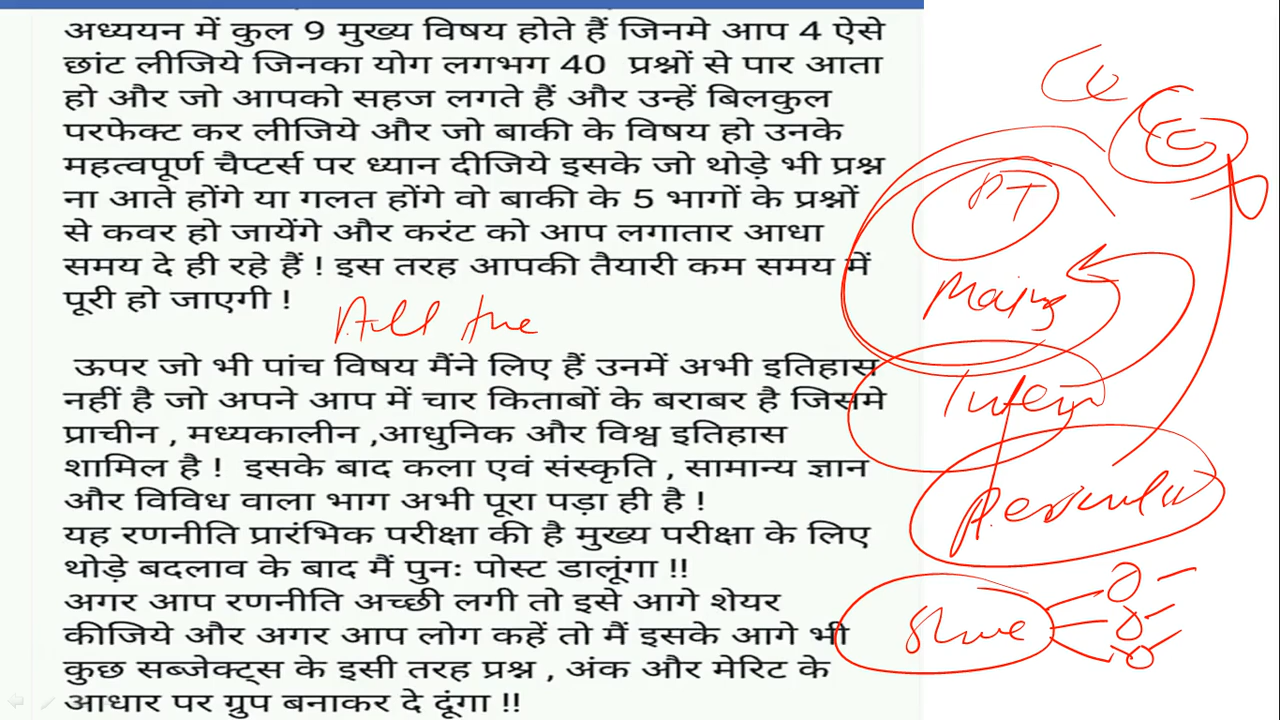 अध्ययन में कुल 9 मुख्य विषय होते हैं जिनमे आप 4 ऐसे
छांट लीजिये जिनका योग लगभग 40 प्रश्नों से पार आता
हो और जो आपको सहज लगते हैं और उन्हें बिलकुल
परफेक्ट कर लीजिये और जो बाकी के विषय हो उनके
महत्वपूर्ण चैप्टर्स पर ध्यान दीजिये इसके जो थोड़े भी प्रश्न
ना आते होंगे या गलत होंगे वो बाकी के 5 भागों के प्रश्नों
से कवर हो जायेंगे और करंट को आप लगातार आधा
समय दे ही रहे हैं ! इस तरह आपकी तैयारी कम समय में
पूरी हो जाएगी !
All the
ऊपर जो भी पांच विषय मैंने लिए हैं उनमें अभी इतिहास
नहीं है जो अपने आप में चार किताबों के बराबर है जिसमे
प्राचीन , मध्यकालीन ,आधुनिक और विश्व इतिहास
शामिल है ! इसके बाद कला एवं संस्कृति , सामान्य ज्ञान
और विविध वाला भाग अभी पूरा पड़ा ही है !
यह रणनीति प्रारंभिक परीक्षा की है मुख्य परीक्षा के लिए
थोड़े बदलाव के बाद मैं पुनः पोस्ट डालूंगा !!
अगर आप रणनीति अच्छी लगी तो इसे आगे शेयर
कीजिये और अगर आप लोग कहें तो मैं इसके आगे भी
कुछ सब्जेक्ट्स के इसी तरह प्रश्न , अंक और मेरिट के
आधार पर ग्रुप बनाकर दे दूंगा !!
PT
Mains